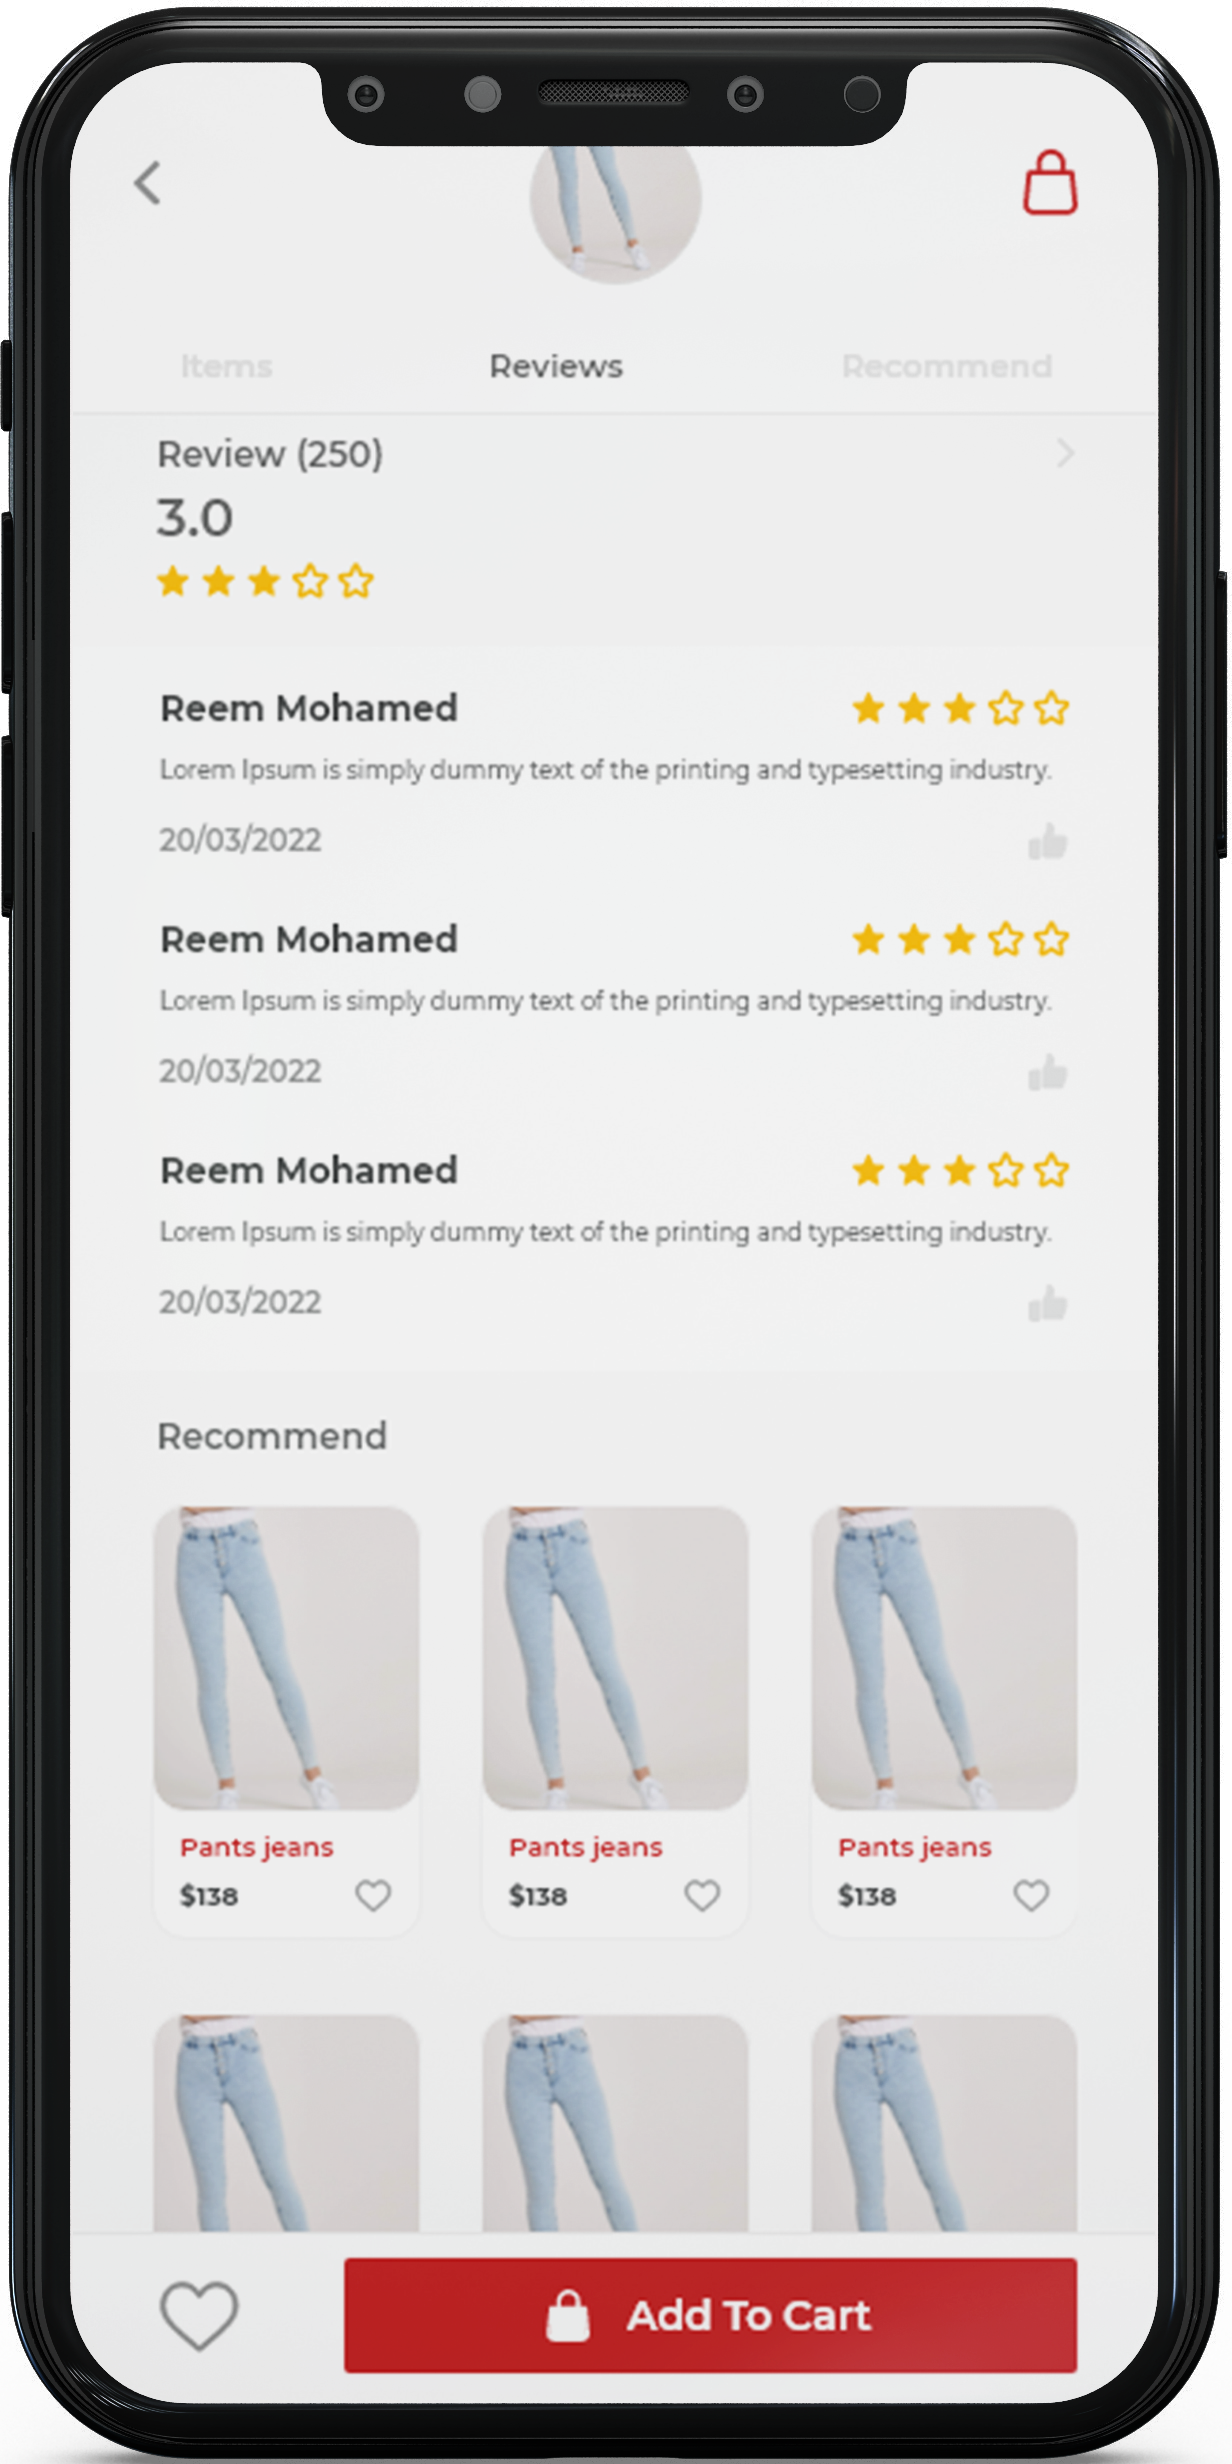 Items Reviews Recommend
Review (250)
3.0
Reem Mohamed
Lorem Ipsum is simply dummy text of the printing and typesetting industry.
20/03/2022
Reem Mohamed
Lorem Ipsum is simply dummy text of the printing and typesetting industry.
20/03/2022
Reem Mohamed
Lorem Ipsum is simply dummy text of the printing and typesetting industry.
20/03/2022
Recommend
Pants jeans Pants jeans Pants jeans
$138 $138 $138
Add To Cart